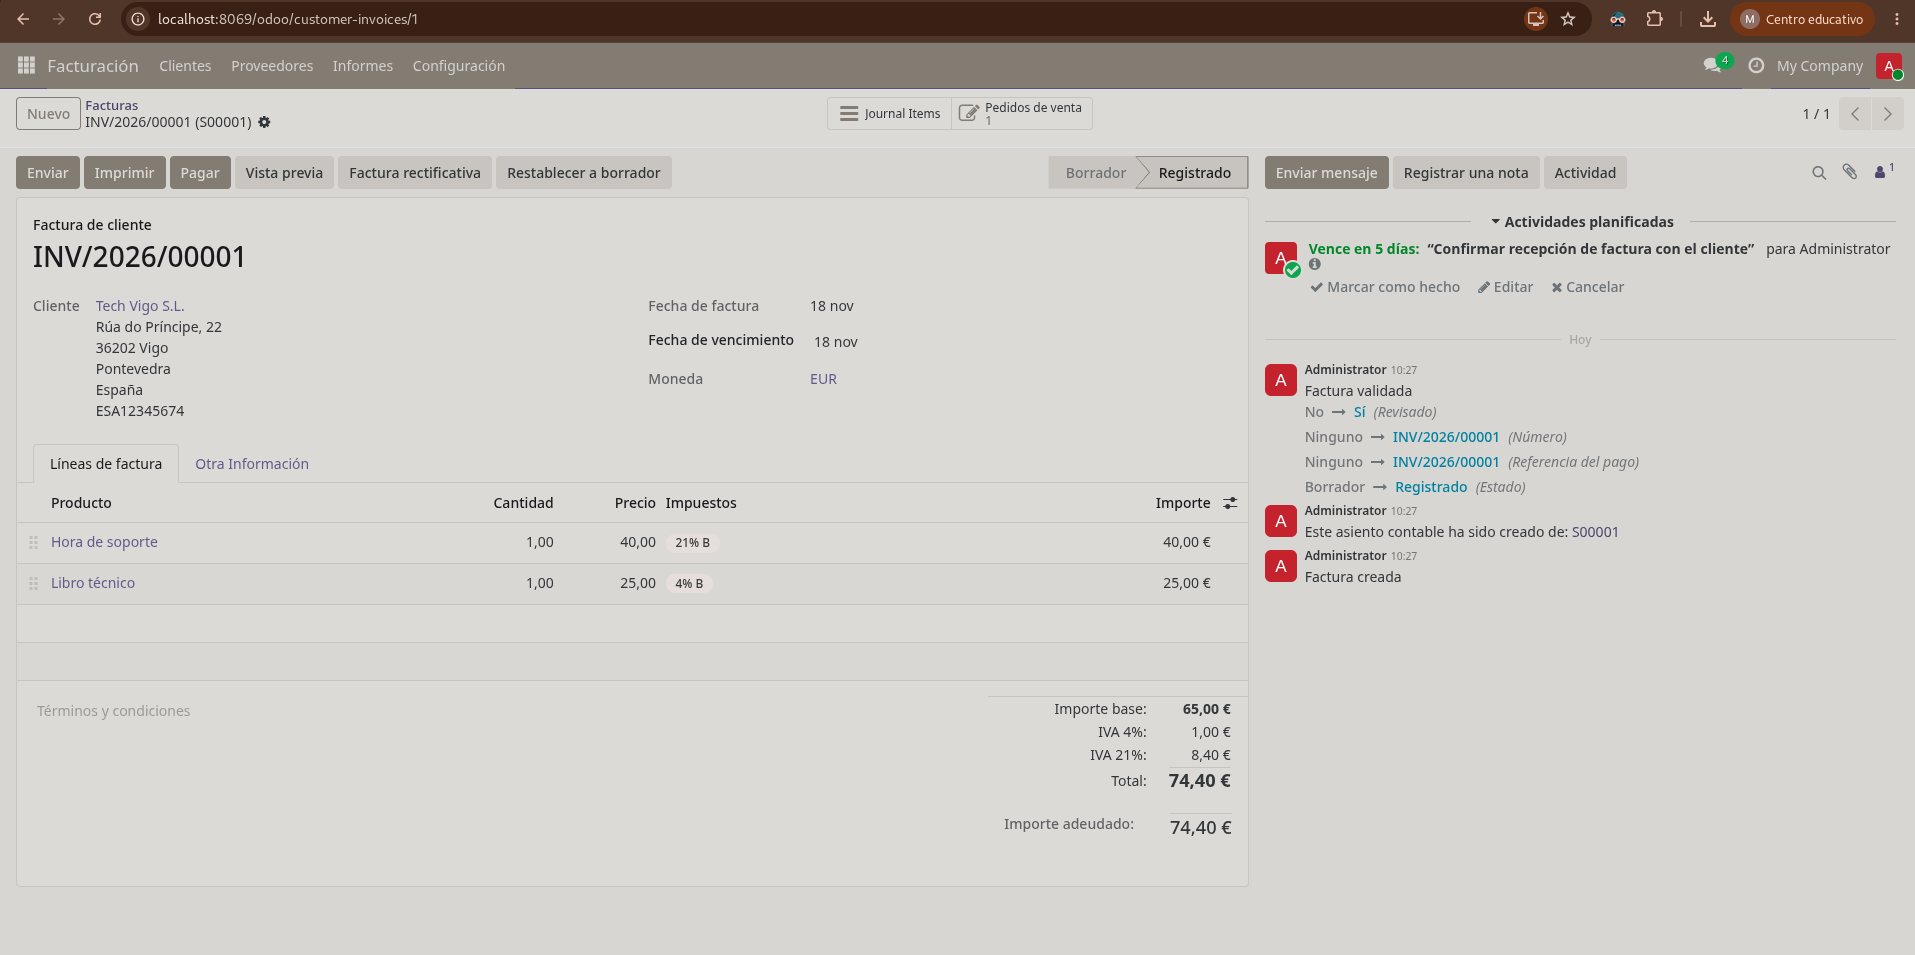 localhost:8069/odoo/customer-invoices/1
M Centro educativo
Facturación Clientes Proveedores Informes Configuración
4 My Company A
Nuevo
Facturas
INV/2026/00001 (S00001)
Journal Items
Pedidos de venta
1
1 / 1
Enviar Imprimir Pagar Vista previa Factura rectificativa Restablecer a borrador
Borrador Registrado
Enviar mensaje Registrar una nota Actividad
1
Factura de cliente
INV/2026/00001
Cliente Tech Vigo S.L.
Rúa do Príncipe, 22
36202 Vigo
Pontevedra
España
ESA12345674
Fecha de factura 18 nov
Fecha de vencimiento 18 nov
Moneda EUR
Líneas de factura Otra Información
Producto Cantidad Precio Impuestos Importe
Hora de soporte 1,00 40,00 21% B 40,00 €
Libro técnico 1,00 25,00 4% B 25,00 €
Términos y condiciones
Importe base: 65,00 €
IVA 4%: 1,00 €
IVA 21%: 8,40 €
Total: 74,40 €
Importe adeudado: 74,40 €
Actividades planificadas
A
Vence en 5 días: “Confirmar recepción de factura con el cliente” para Administrator
Marcar como hecho Editar Cancelar
Hoy
A
Administrator 10:27
Factura validada
No → Sí (Revisado)
Ninguno → INV/2026/00001 (Número)
Ninguno → INV/2026/00001 (Referencia del pago)
Borrador → Registrado (Estado)
A
Administrator 10:27
Este asiento contable ha sido creado de: S00001
A
Administrator 10:27
Factura creada